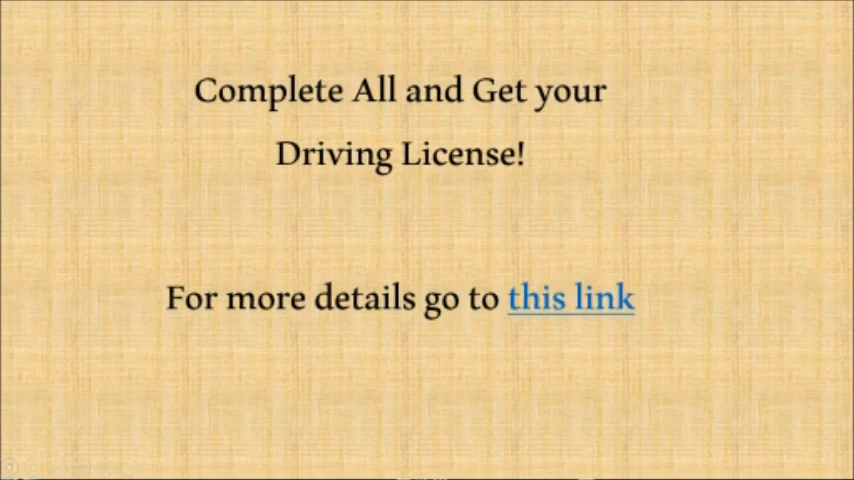 Complete All and Get your
Driving License!
For more details go to this link